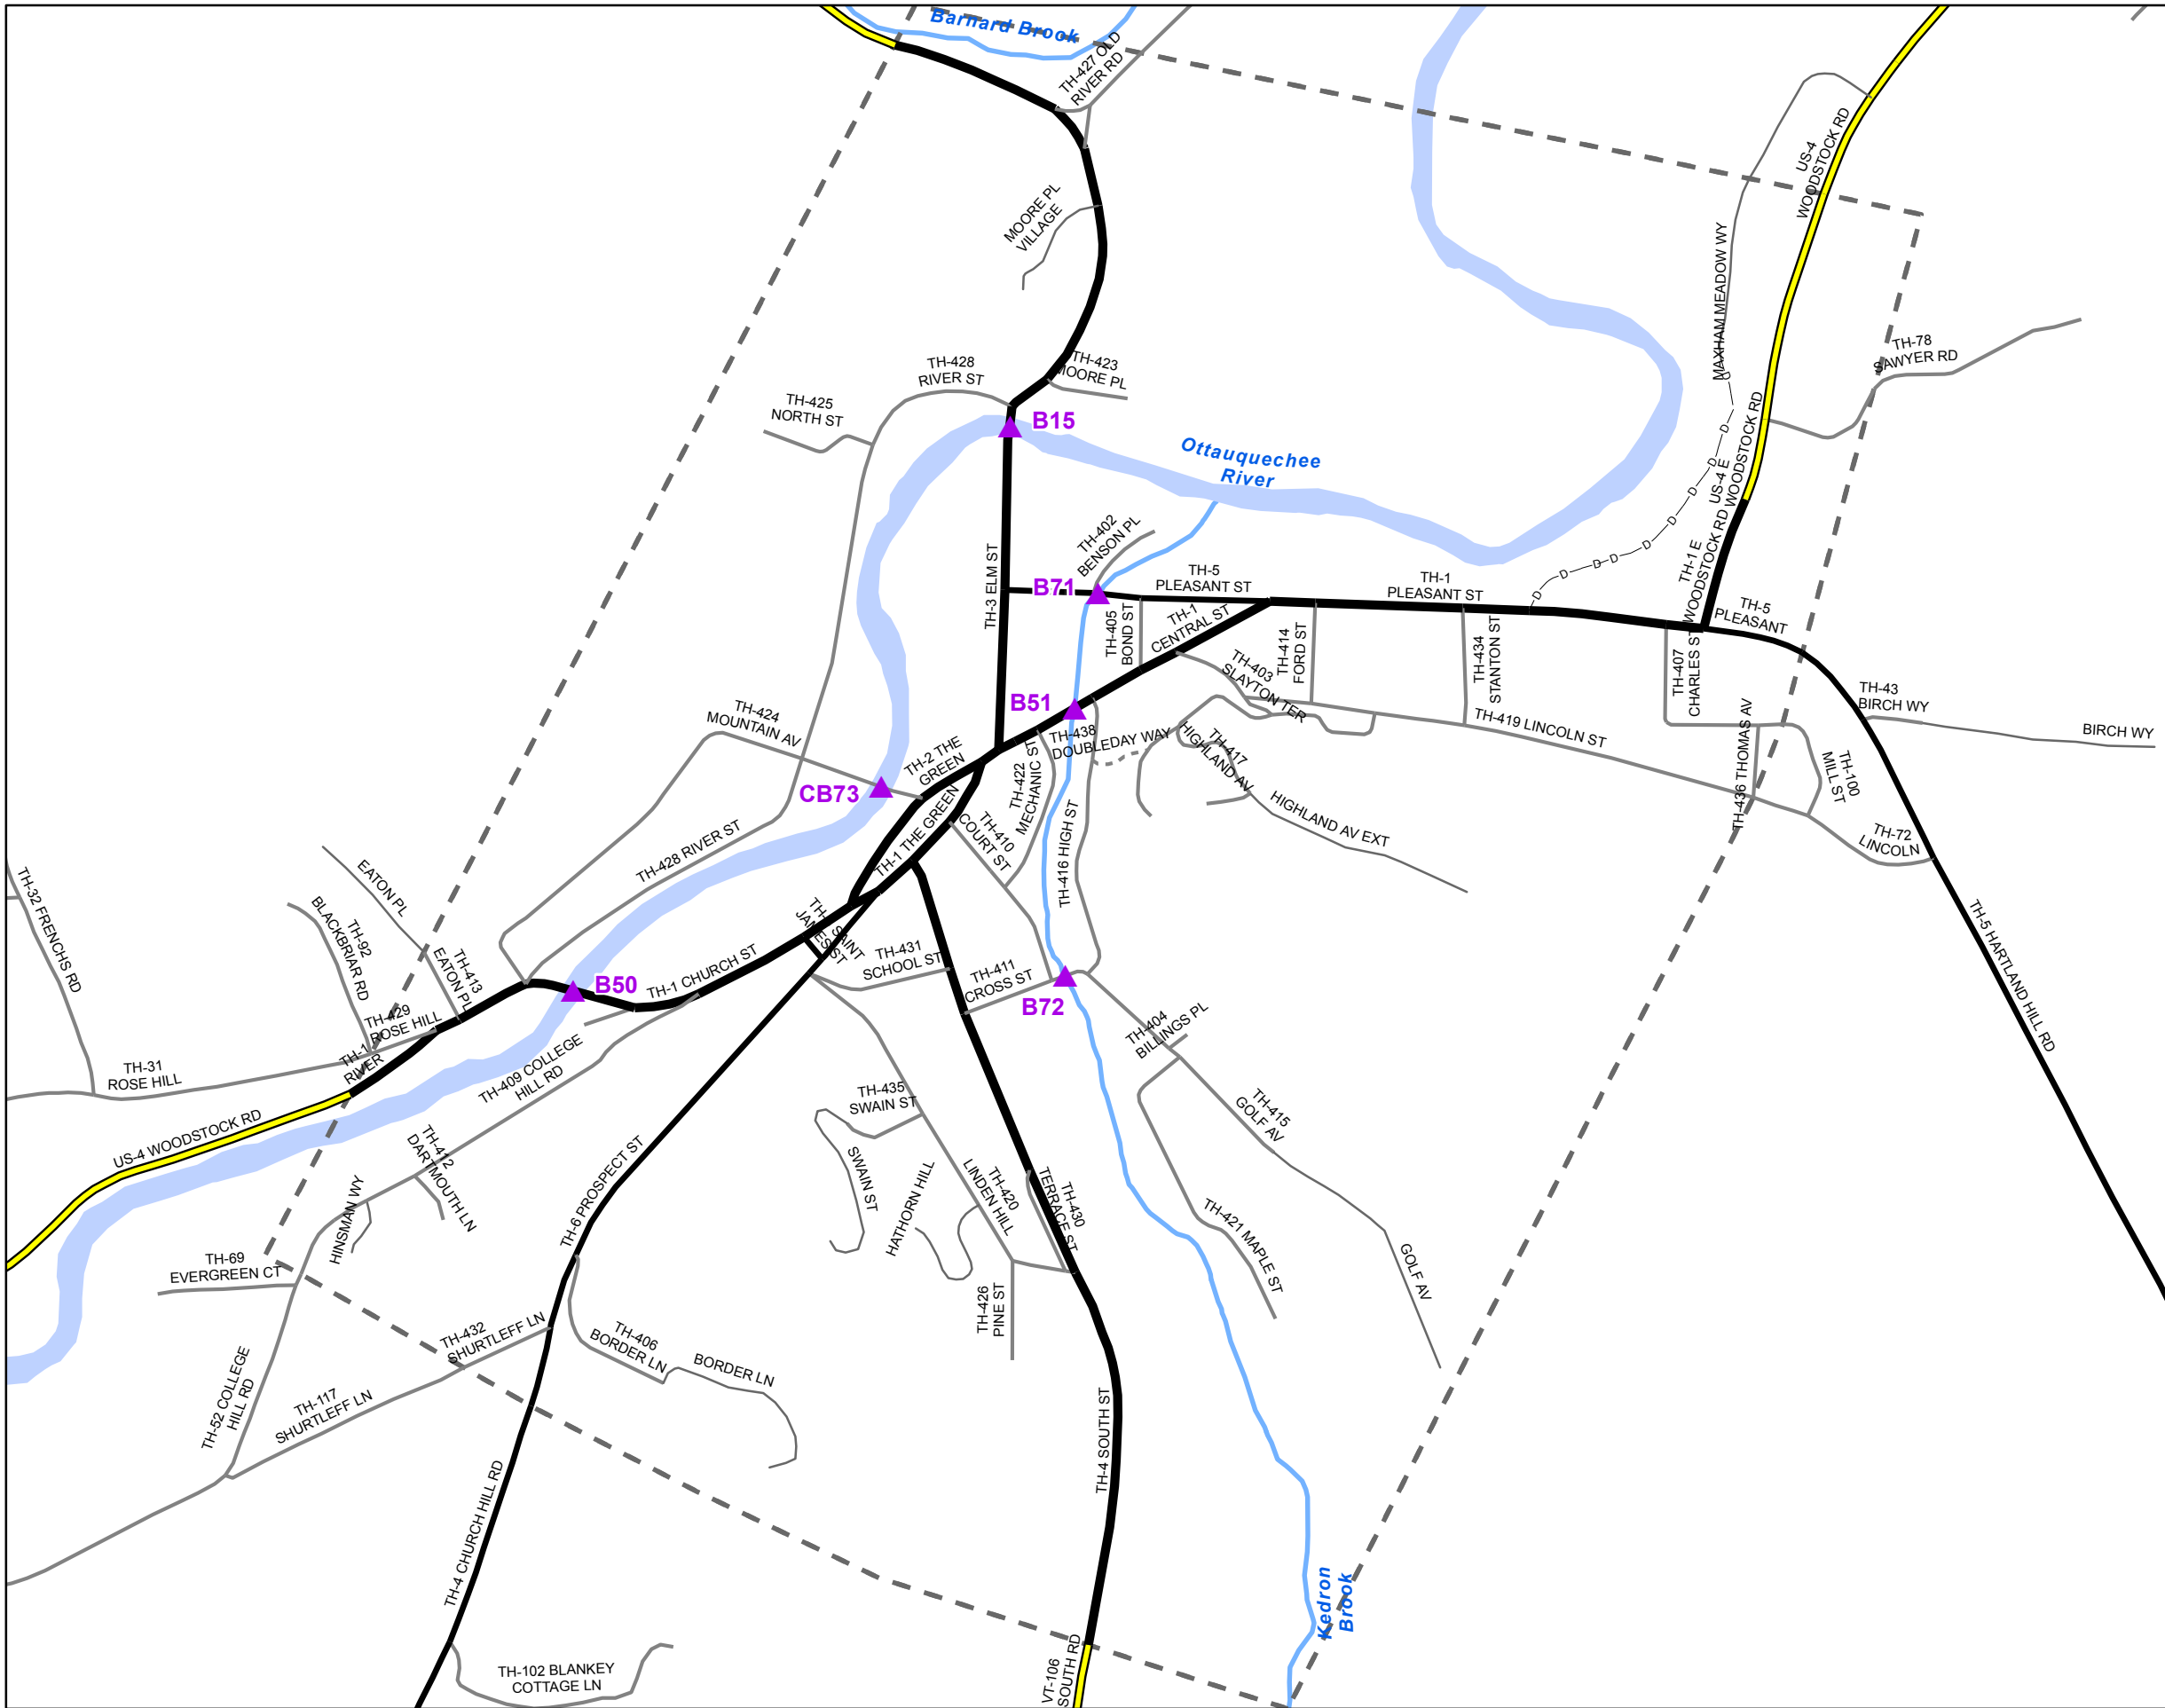 Barnard Brook
TH-427 OLD
RIVER RD
US-4
WOODSTOCK RD
MOORE PL
VILLAGE
MAXHAM MEADOW WY
TH-78
SAWYER RD
TH-423
MOORE PL
TH-428
RIVER ST
TH-425
NORTH ST
B15
Ottauquechee
River
US-4 E
WOODSTOCK RD
D
D
D
D
D
D
D
D
D
D
TH-402
BENSON PL
TH-1 E
WOODSTOCK RD
TH-3 ELM ST
B71
TH-5
PLEASANT ST
TH-1
PLEASANT ST
TH-5
PLEASANT
TH-405
BOND ST
TH-1
CENTRAL ST
TH-414
FORD ST
TH-434
STANTON ST
TH-407
CHARLES ST
TH-403
SLAYTON TER
TH-43
BIRCH WY
BIRCH WY
B51
TH-424
MOUNTAIN AV
TH-2 THE
GREEN
TH-438
DOUBLEDAY WAY
TH-419 LINCOLN ST
TH-417
HIGHLAND AV
TH-436 THOMAS AV
TH-100
MILL ST
CB73
TH-422
MECHANIC ST
TH-1 THE GREEN
TH-410
COURT ST
TH-416 HIGH ST
HIGHLAND AV EXT
TH-72
LINCOLN
TH-428 RIVER ST
EATON PL
TH-32 FRENCHS RD
TH-92
BLACKBRIAR RD
TH-413
EATON PL
SAINT
JAMES ST
TH-431
SCHOOL ST
TH-411
CROSS ST
TH-5 HARTLAND HILL RD
B50
TH-1 CHURCH ST
B72
TH-429
ROSE HILL
TH-1
RIVER
TH-404
BILLINGS PL
TH-31
ROSE HILL
TH-409 COLLEGE
HILL RD
TH-435
SWAIN ST
TH-415
GOLF AV
US-4 WOODSTOCK RD
TH-412
DARTMOUTH LN
SWAIN ST
HATHORN HILL
TH-420
LINDEN HILL
TH-430
TERRACE ST
TH-421 MAPLE ST
GOLF AV
HINSMAN WY
TH-6 PROSPECT ST
TH-69
EVERGREEN CT
TH-426
PINE ST
TH-432
SHURTLEFF LN
TH-406
BORDER LN
BORDER LN
TH-52 COLLEGE
HILL RD
TH-117
SHURTLEFF LN
TH-4 SOUTH ST
TH-4 CHURCH HILL RD
Kedron
Brook
TH-102 BLANKEY
COTTAGE LN
VT-106
SOUTH RD